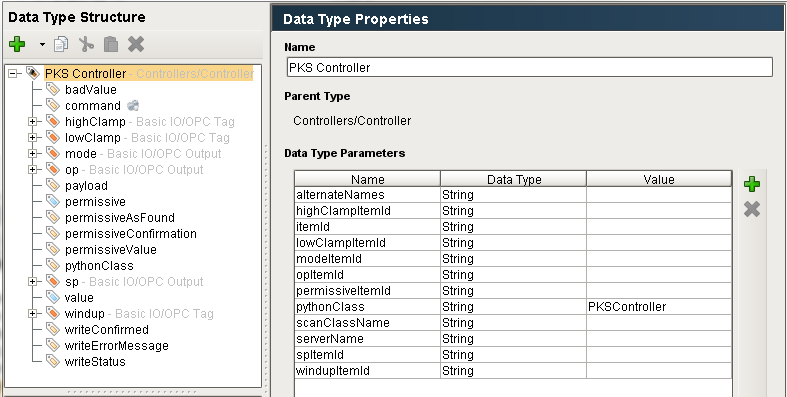 Data Type Structure
PKS Controller - Controllers/Controller
badValue
command
highClamp - Basic IO/OPC Tag
lowClamp - Basic IO/OPC Tag
mode - Basic IO/OPC Output
op - Basic IO/OPC Output
payload
permissive
permissiveAsFound
permissiveConfirmation
permissiveValue
pythonClass
sp - Basic IO/OPC Output
value
windup - Basic IO/OPC Tag
writeConfirmed
writeErrorMessage
writeStatus
Data Type Properties
Name
PKS Controller
Parent Type
Controllers/Controller
Data Type Parameters
Name Data Type Value
alternateNames String
highClampItemId String
itemId String
lowClampItemId String
modeItemId String
opItemId String
permissiveItemId String
pythonClass String PKSController
scanClassName String
serverName String
spItemId String
windupItemId String